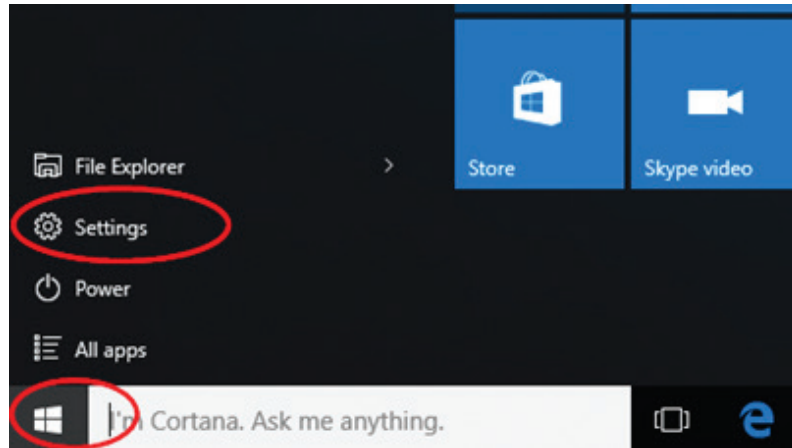 File Explorer
Store
Skype video
Settings
Power
All apps
I'm Cortana. Ask me anything.